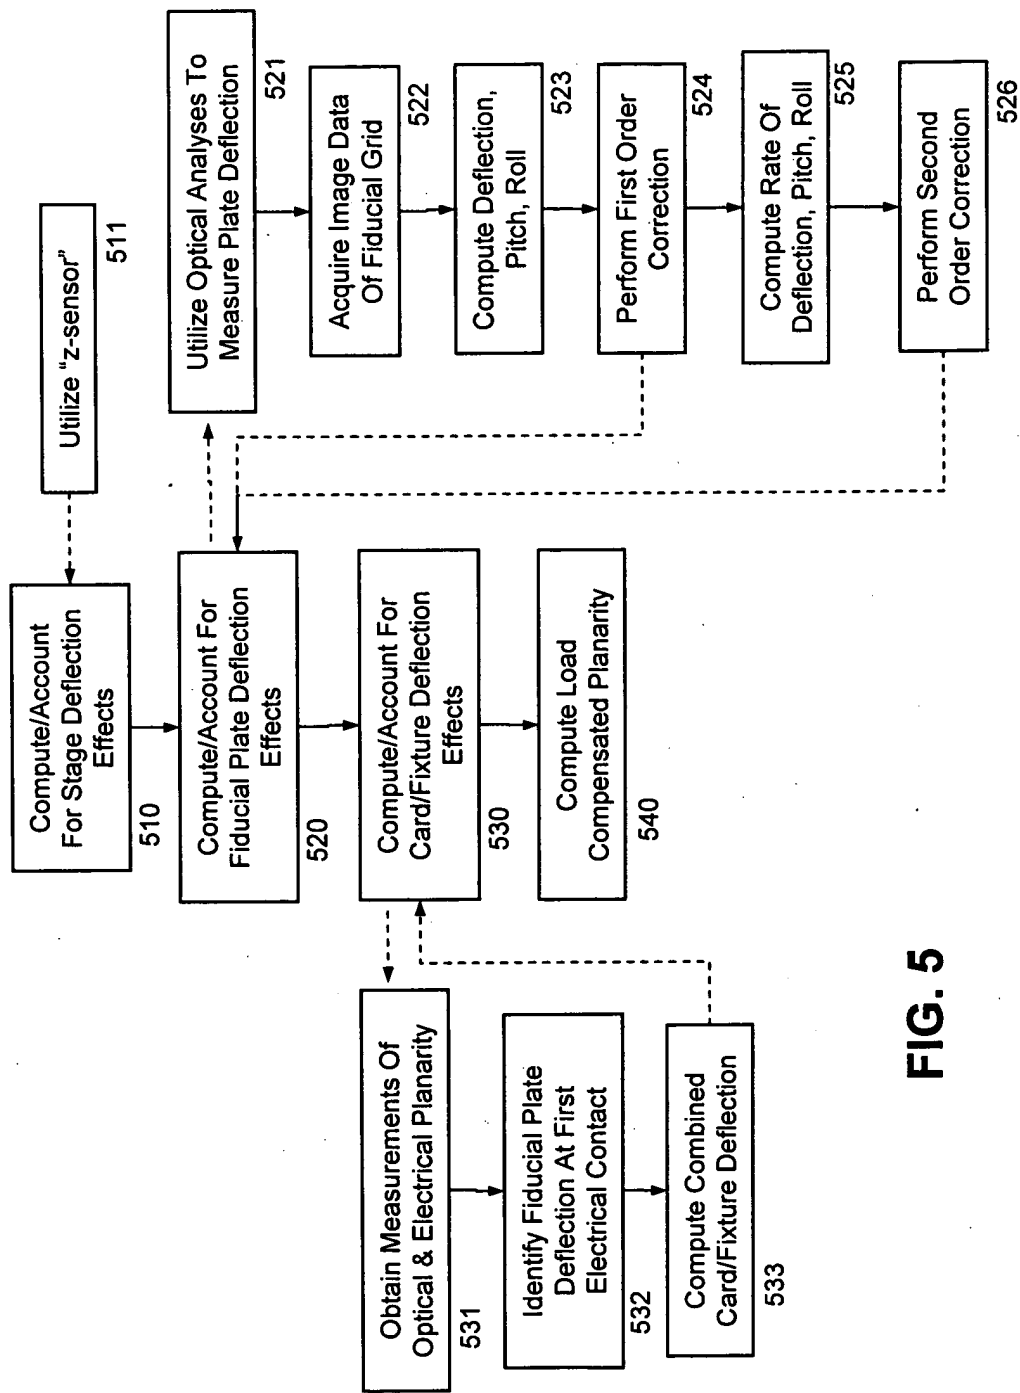 Compute/Account
For Stage Deflection
Effects
510
Utilize “z-sensor”
511
Compute/Account For
Fiducial Plate Deflection
Effects
520
Utilize Optical Analyses To
Measure Plate Deflection
521
Acquire Image Data
Of Fiducial Grid
522
Compute Deflection,
Pitch, Roll
523
Perform First Order
Correction
524
Compute Rate Of
Deflection, Pitch, Roll
525
Perform Second
Order Correction
526
Compute/Account For
Card/Fixture Deflection
Effects
530
Obtain Measurements Of
Optical & Electrical Planarity
531
Identify Fiducial Plate
Deflection At First
Electrical Contact
532
Compute Combined
Card/Fixture Deflection
533
Compute Load
Compensated Planarity
540
FIG. 5